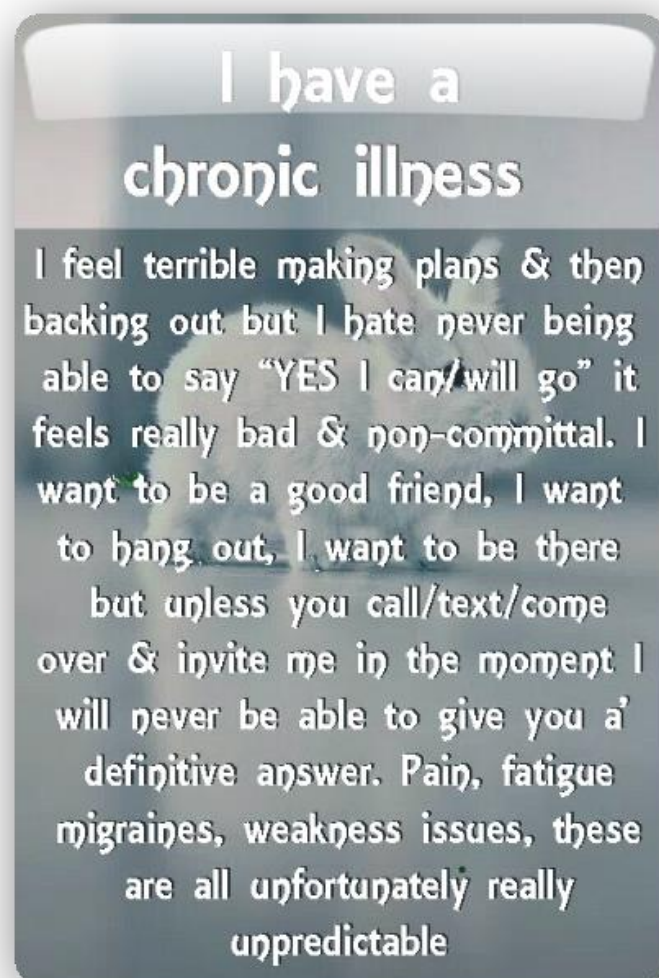 I have a
chronic illness
I feel terrible making plans & then
backing out but I hate never being
able to say “YES I can/will go” it
feels really bad & non-committal. I
want to be a good friend, I want
to hang out, I want to be there
but unless you call/text/come
over & invite me in the moment I
will never be able to give you a'
definitive answer. Pain, fatigue
migraines, weakness issues, these
are all unfortunately really
unpredictable